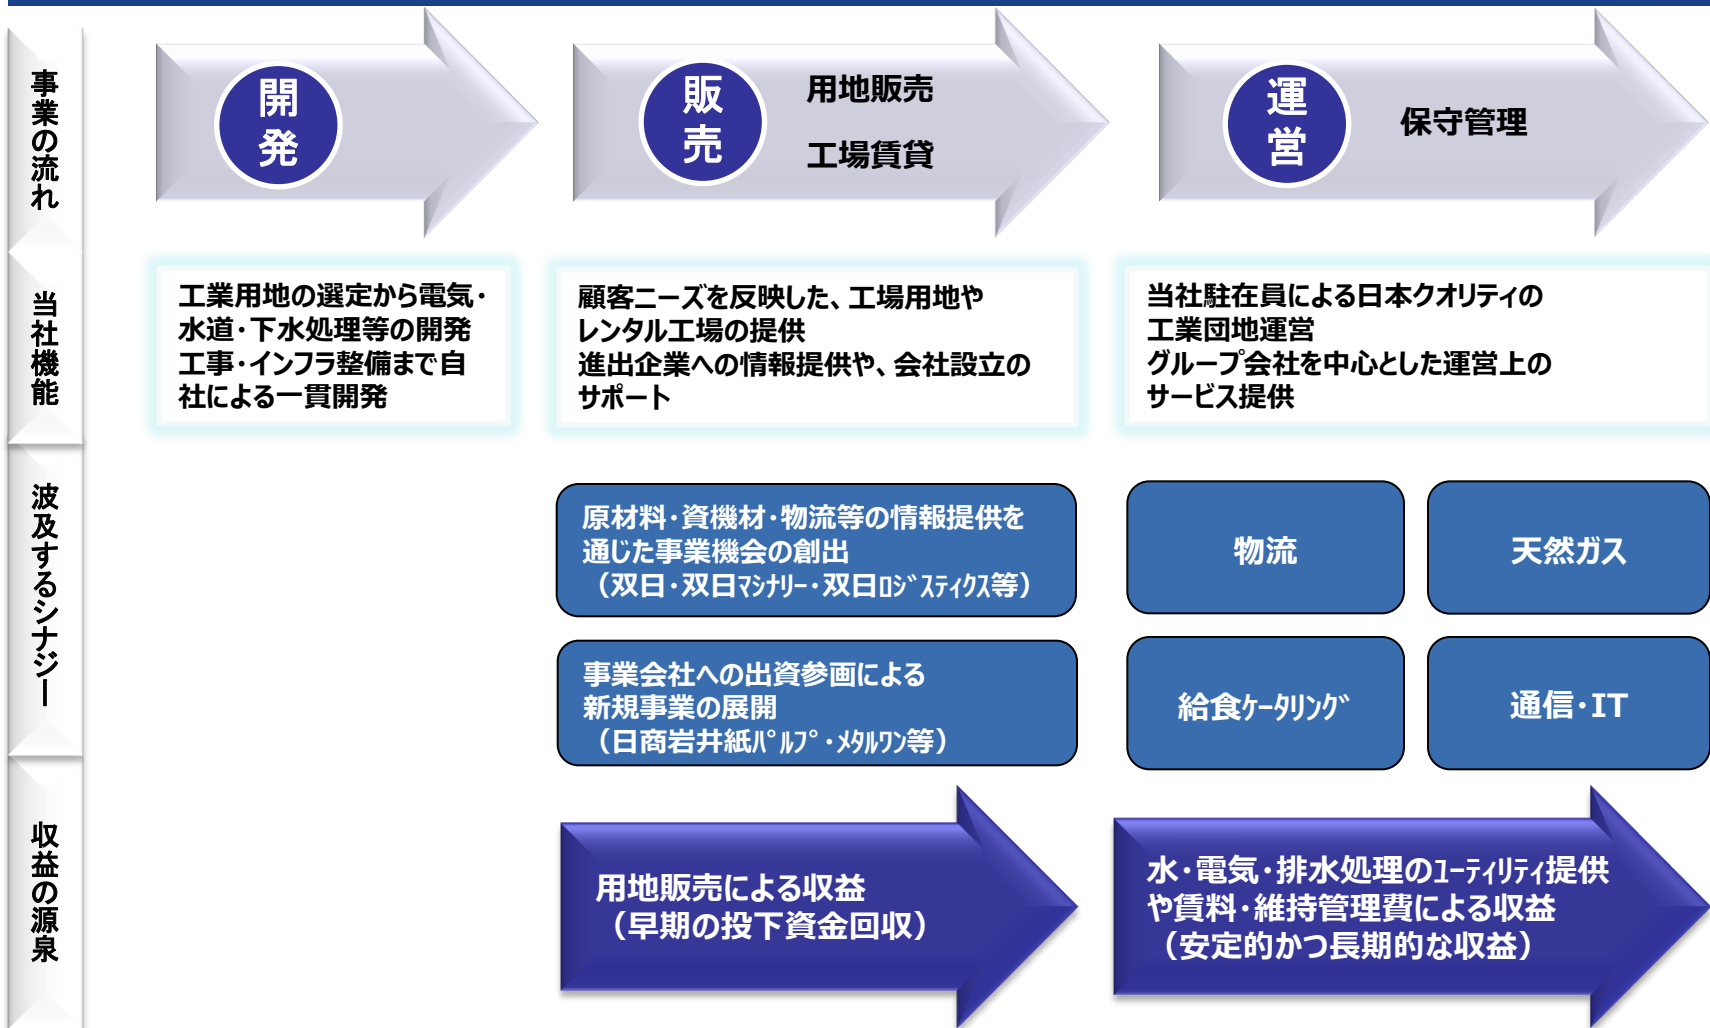 事業の流れ
開発
販売
用地販売
工場賃貸
運営
保守管理
当社機能
工業用地の選定から電気・
水道・下水処理等の開発
工事・インフラ整備まで自
社による一貫開発
顧客ニーズを反映した、工場用地や
レンタル工場の提供
進出企業への情報提供や、会社設立の
サポート
当社駐在員による日本クオリティの
工業団地運営
グループ会社を中心とした運営上の
サービス提供
波及するシナジー
原材料・資機材・物流等の情報提供を
通じた事業機会の創出
（双日・双日ﾏｼﾅﾘｰ・双日ﾛｼﾞｽﾃｨｸｽ等）
物流
天然ガス
事業会社への出資参画による
新規事業の展開
（日商岩井紙ﾊﾟﾙﾌﾟ・ﾒﾀﾙﾜﾝ等）
給食ｹｰﾀﾘﾝｸﾞ
通信・IT
収益の源泉
用地販売による収益
（早期の投下資金回収）
水・電気・排水処理のﾕｰﾃｨﾘﾃｨ提供
や賃料・維持管理費による収益
（安定的かつ長期的な収益）